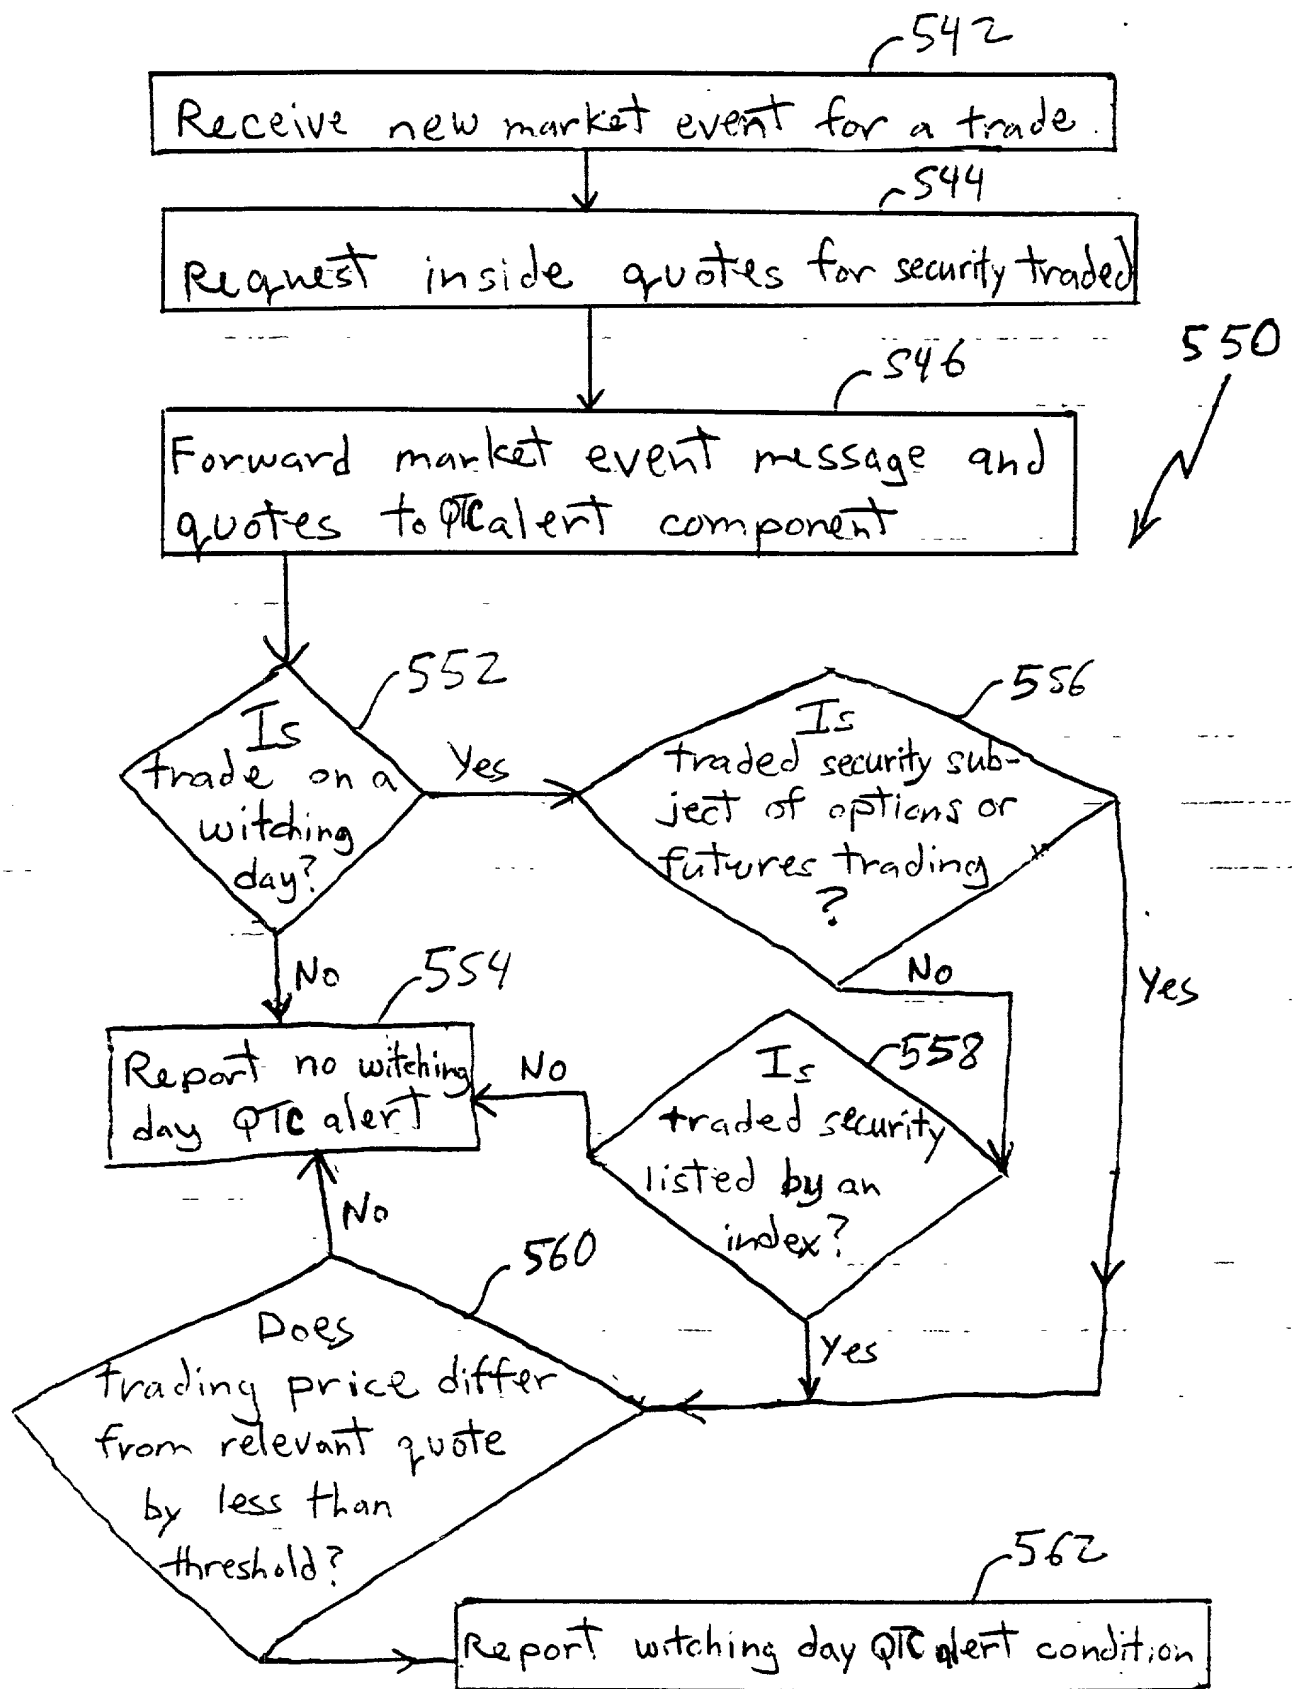 542
Receive new market event for a trade.
544
Request inside quotes for security traded
550
546
Forward market event message and
quotes to QTC alert component
552
Is
trade on a
witching
day?
Yes
556
Is
traded security sub-
ject of options or
futures trading
?
No
Yes
No
554
Report no witching
day QTC alert
No
558
Is
traded security
listed by an
index?
Yes
No
560
Does
trading price differ
from relevant quote
by less than
threshold?
562
Report witching day QTC alert condition